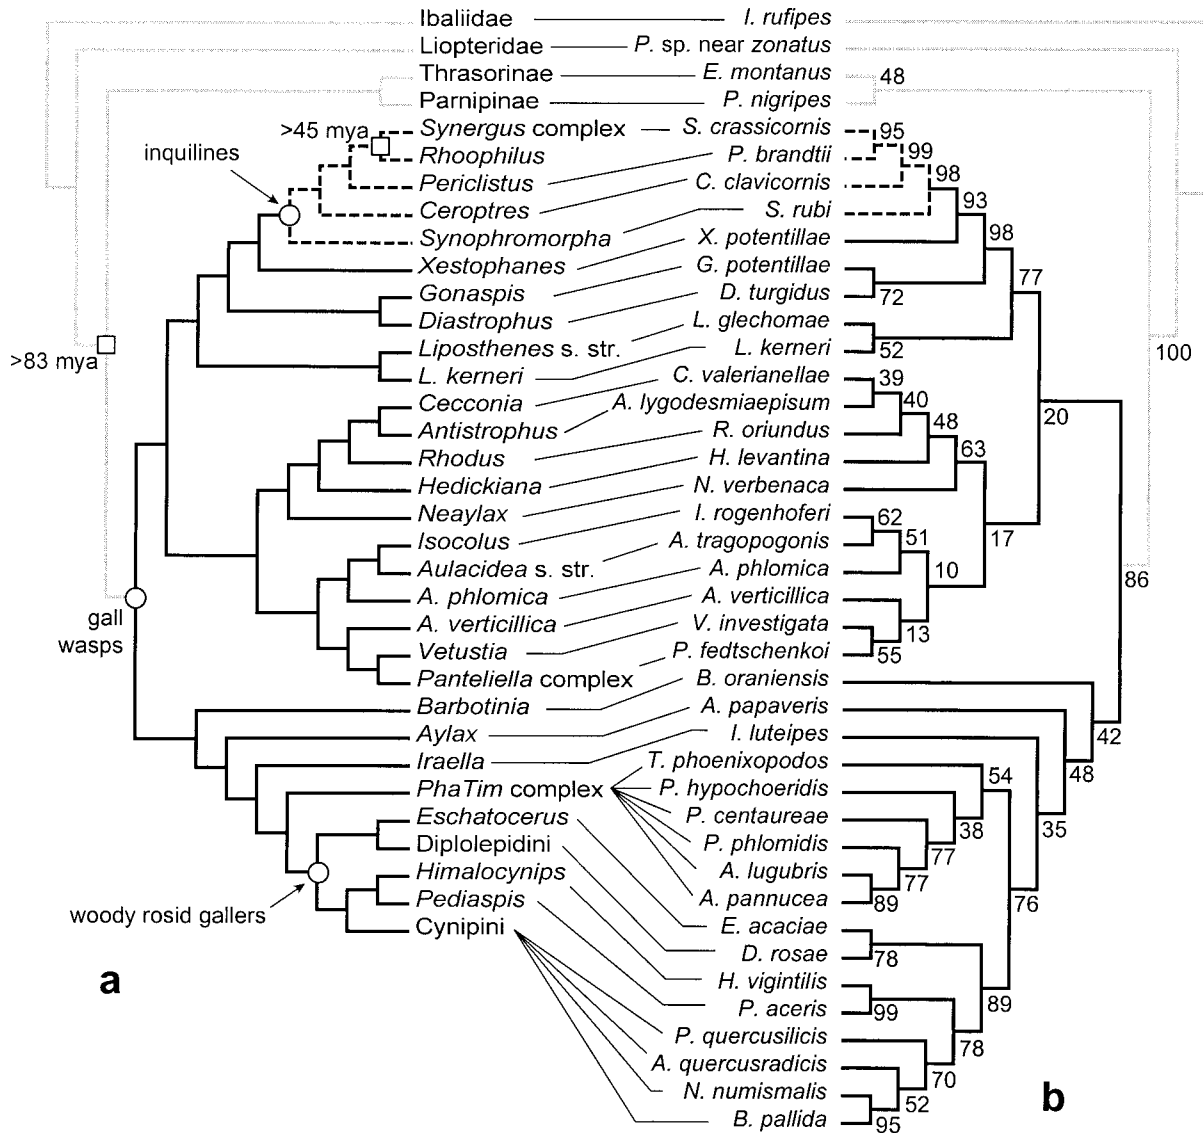 Ibaliidae I. rufipes
Liopteridae P. sp. near zonatus
Thrasorinae E. montanus 48
Parnipinae P. nigripes
>45 mya Synergus complex S. crassicornis 95
inquilines Rhoophilus P. brandtii 99
Periclistus C. clavicornis 98
Ceroptres S. rubi 93
Synophromorpha X. potentillae 98
Xestophanes G. potentillae 77
Gonaspis D. turgidus 72
Diastrophus L. glechomae
>83 mya Liposthenes s. str. L. kerneri 52 100
L. kerneri C. valerianellae 39
Cecconia A. lygodesmiaepisum 40 20
Antistrophus R. oriundus 48
Rhodus H. levantina 63
Hedickiana N. verbenaca
Neaylax I. rogenhoferi 62
Isocolus A. tragopogonis 51 17
Aulacidea s. str. A. phlomica 10 86
A. phlomica A. verticillica
gall
wasps
A. verticillica V. investigata 13
Vetustia P. fedtschenkoi 55
Panteliella complex B. oraniensis
Barbotinia A. papaveris 42
Aylax I. luteipes
Iraella T. phoenixopodos 54 48
PhaTim complex P. hypochoeridis
Eschatocerus P. centaureae 38 35
Diplolepidini P. phlomidis 77
Himalocynips A. lugubris 77
Pediaspis A. pannucea 89 76
woody rosid gallers
Cynipini E. acaciae
D. rosae 78
a
H. vigintilis 89
P. aceris 99
P. quercusilicis 78
A. quercusradicis 70
N. numismalis 52
b
B. pallida 95